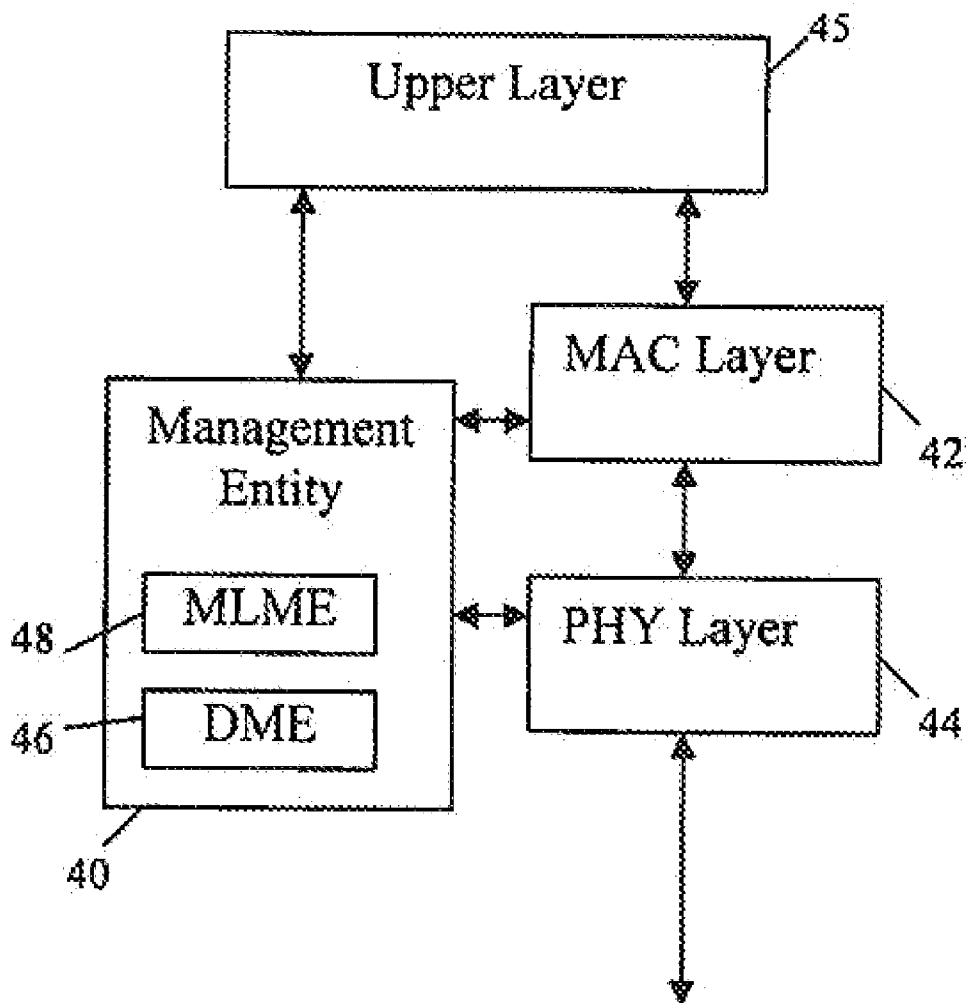 45
Upper Layer
MAC Layer
42
Management
Entity
MLME
48
PHY Layer
DME
46
44
40